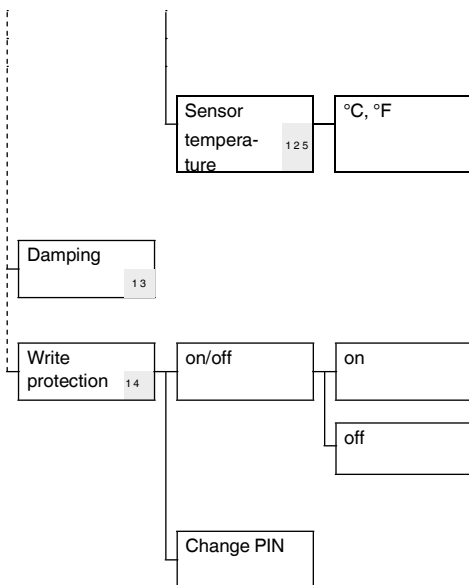 Sensor
tempera-
ture
125
°C, °F
Damping
13
Write
protection
14
on/off
on
off
Change PIN